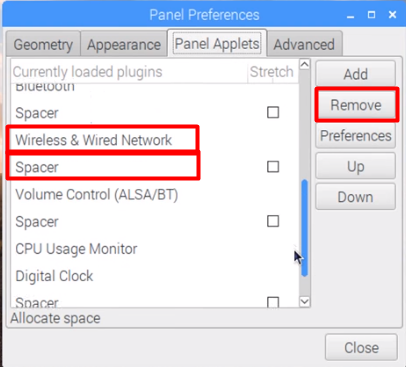 Panel Preferences
Geometry Appearance Panel Applets Advanced
Currently loaded plugins Stretch
Bluetooth
Spacer
Wireless & Wired Network
Spacer
Volume Control (ALSA/BT)
Spacer
CPU Usage Monitor
Digital Clock
Spacer
Allocate space
Add
Remove
Preferences
Up
Down
Close